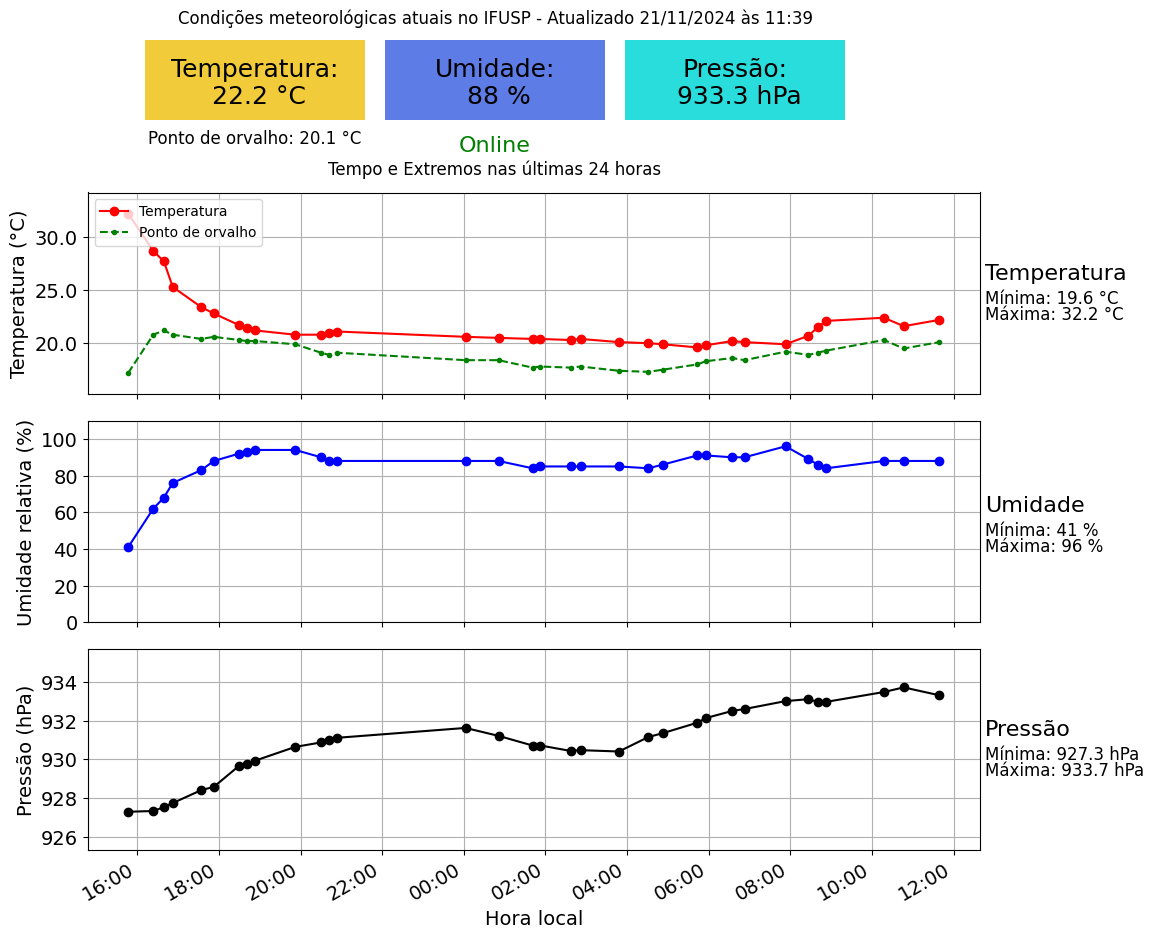 Condições meteorológicas atuais no IFUSP - Atualizado 21/11/2024 às 11:39
Temperatura:
22.2 °C
Umidade:
88 %
Pressão:
933.3 hPa
Ponto de orvalho: 20.1 °C
Online
Tempo e Extremos nas últimas 24 horas
Temperatura (°C)
30.0
25.0
20.0
Temperatura
Ponto de orvalho
Temperatura
Mínima: 19.6 °C
Máxima: 32.2 °C
Umidade relativa (%)
100
80
60
40
20
0
Umidade
Mínima: 41 %
Máxima: 96 %
Pressão (hPa)
934
932
930
928
926
Pressão
Mínima: 927.3 hPa
Máxima: 933.7 hPa
16:00
18:00
20:00
22:00
00:00
02:00
04:00
06:00
08:00
10:00
12:00
Hora local